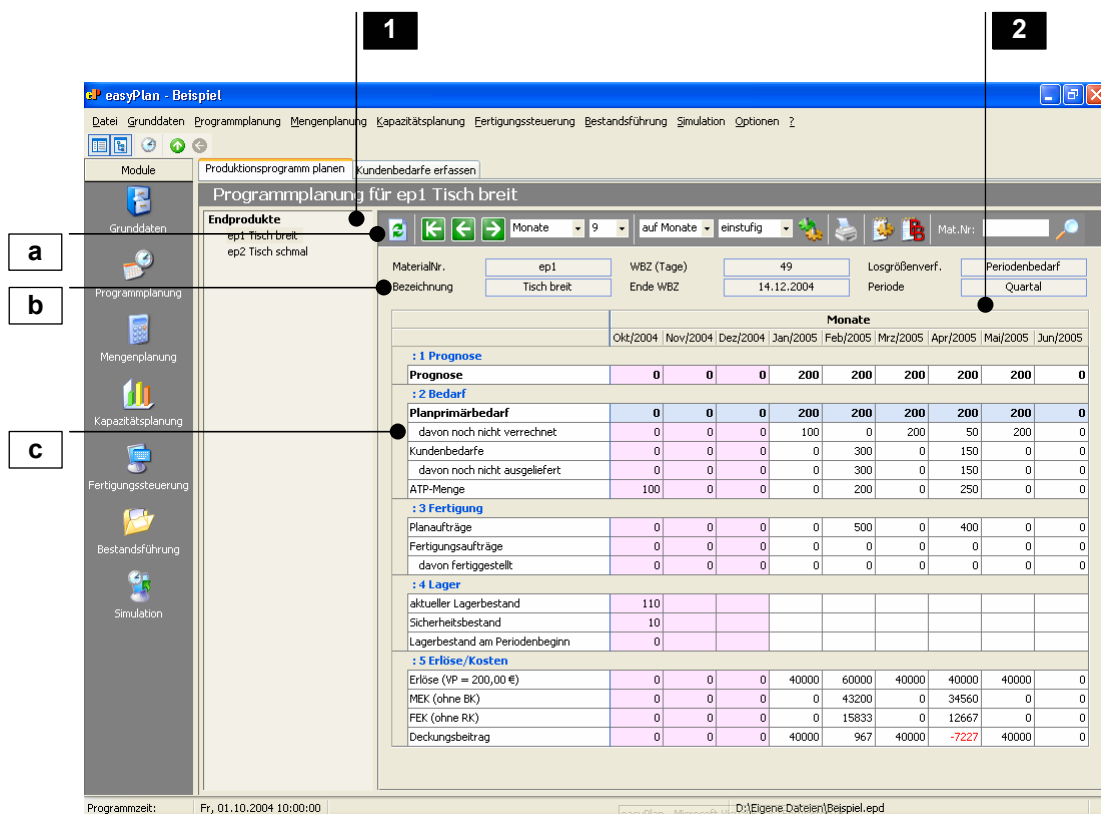 1 2
easyPlan - Beispiel
Datei Grunddaten Programmplanung Mengenplanung Kapazitätsplanung Fertigungssteuerung Bestandsführung Simulation Optionen ?
Module Produktionsprogramm planen Kundenbedarfe erfassen
Programmplanung für ep1 Tisch breit
Endprodukte
ep1 Tisch breit
ep2 Tisch schmal
Monate 9 auf Monate einstufig Mat.Nr:
a
b
c
Grunddaten
Programmplanung
Mengenplanung
Kapazitätsplanung
Fertigungssteuerung
Bestandsführung
Simulation
MaterialNr. ep1 WBZ (Tage) 49 Losgrößenverf. Periodenbedarf
Bezeichnung Tisch breit Ende WBZ 14.12.2004 Periode Quartal
Monate
Okt/2004 Nov/2004 Dez/2004 Jan/2005 Feb/2005 Mrz/2005 Apr/2005 Mai/2005 Jun/2005
: 1 Prognose
Prognose 0 0 0 200 200 200 200 200 0
: 2 Bedarf
Planprimärbedarf 0 0 0 200 200 200 200 200 0
davon noch nicht verrechnet 0 0 0 100 0 200 50 200 0
Kundenbedarfe 0 0 0 0 300 0 150 0 0
davon noch nicht ausgeliefert 0 0 0 0 300 0 150 0 0
ATP-Menge 100 0 0 0 200 0 250 0 0
: 3 Fertigung
Planaufträge 0 0 0 0 500 0 400 0 0
Fertigungsaufträge 0 0 0 0 0 0 0 0 0
davon fertiggestellt 0 0 0 0 0 0 0 0 0
: 4 Lager
aktueller Lagerbestand 110
Sicherheitsbestand 10
Lagerbestand am Periodenbeginn 0
: 5 Erlöse/Kosten
Erlöse (VP = 200,00 €) 0 0 0 40000 60000 40000 40000 40000 0
MEK (ohne BK) 0 0 0 0 43200 0 34560 0 0
FEK (ohne RK) 0 0 0 0 15833 0 12667 0 0
Deckungsbeitrag 0 0 0 40000 967 40000 -7227 40000 0
Programmzeit: Fr, 01.10.2004 10:00:00 D:\Eigene Dateien\Beispiel.epd